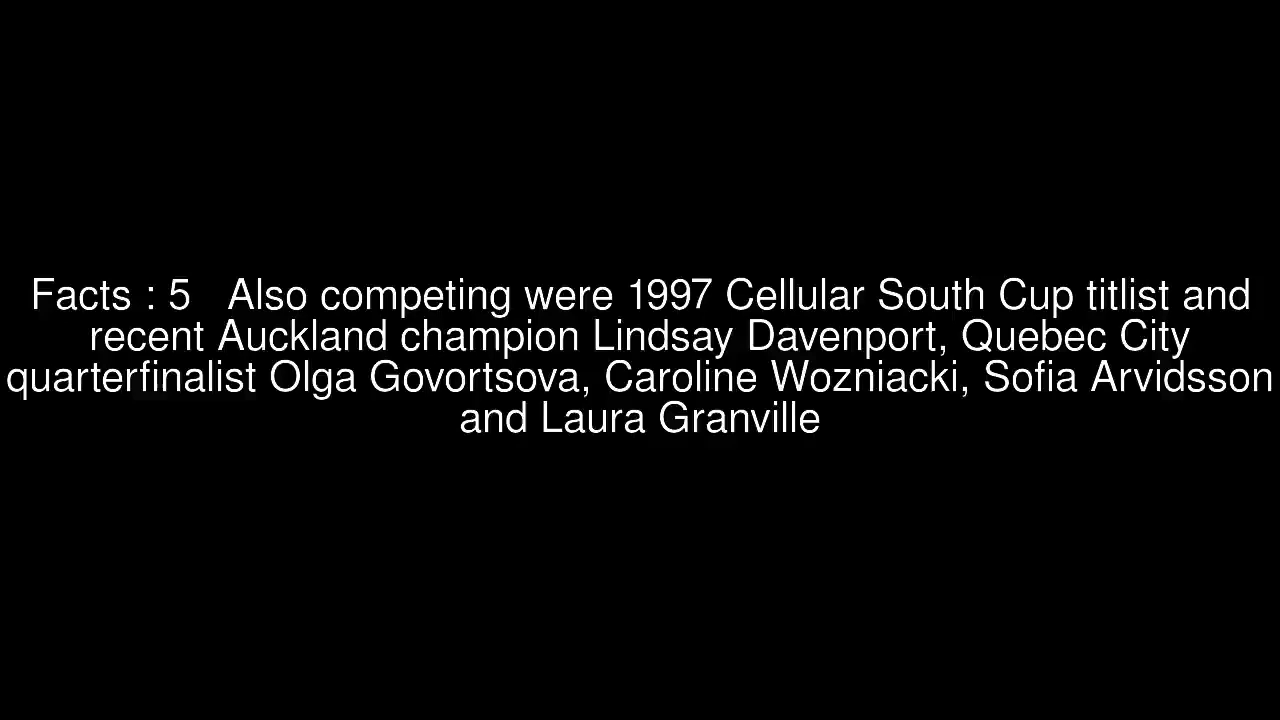 Facts : 5   Also competing were 1997 Cellular South Cup titlist and
recent Auckland champion Lindsay Davenport, Quebec City
quarterfinalist Olga Govortsova, Caroline Wozniacki, Sofia Arvidsson
and Laura Granville